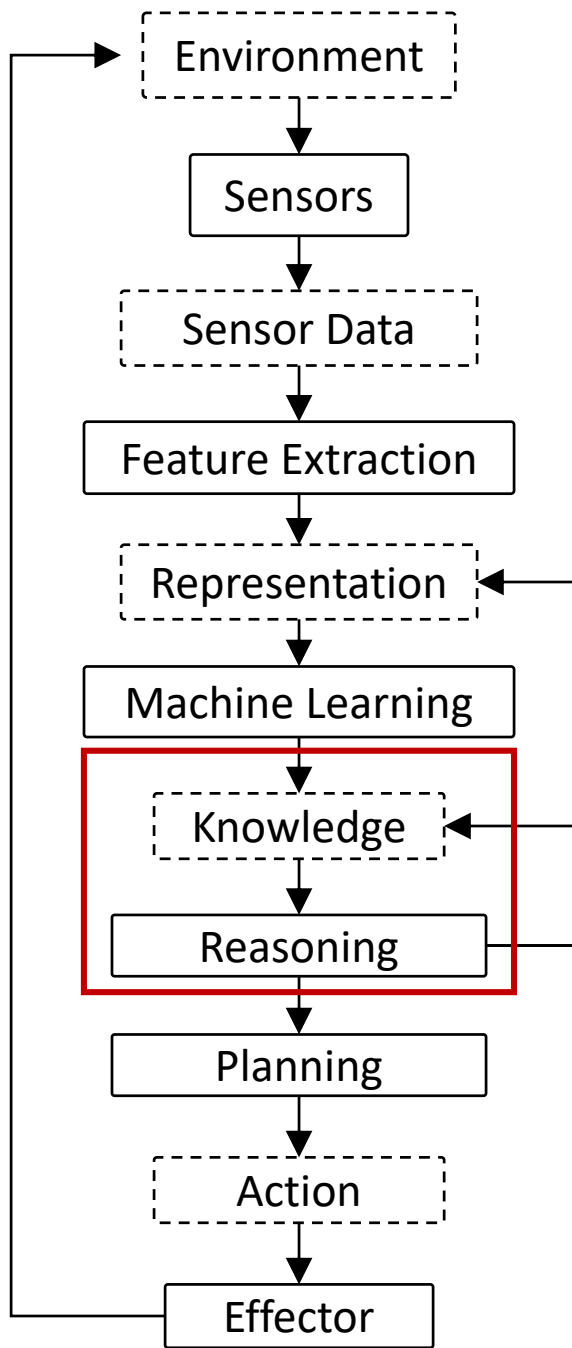 Environment
Sensors
Sensor Data
Feature Extraction
Representation
Machine Learning
Knowledge
Reasoning
Planning
Action
Effector